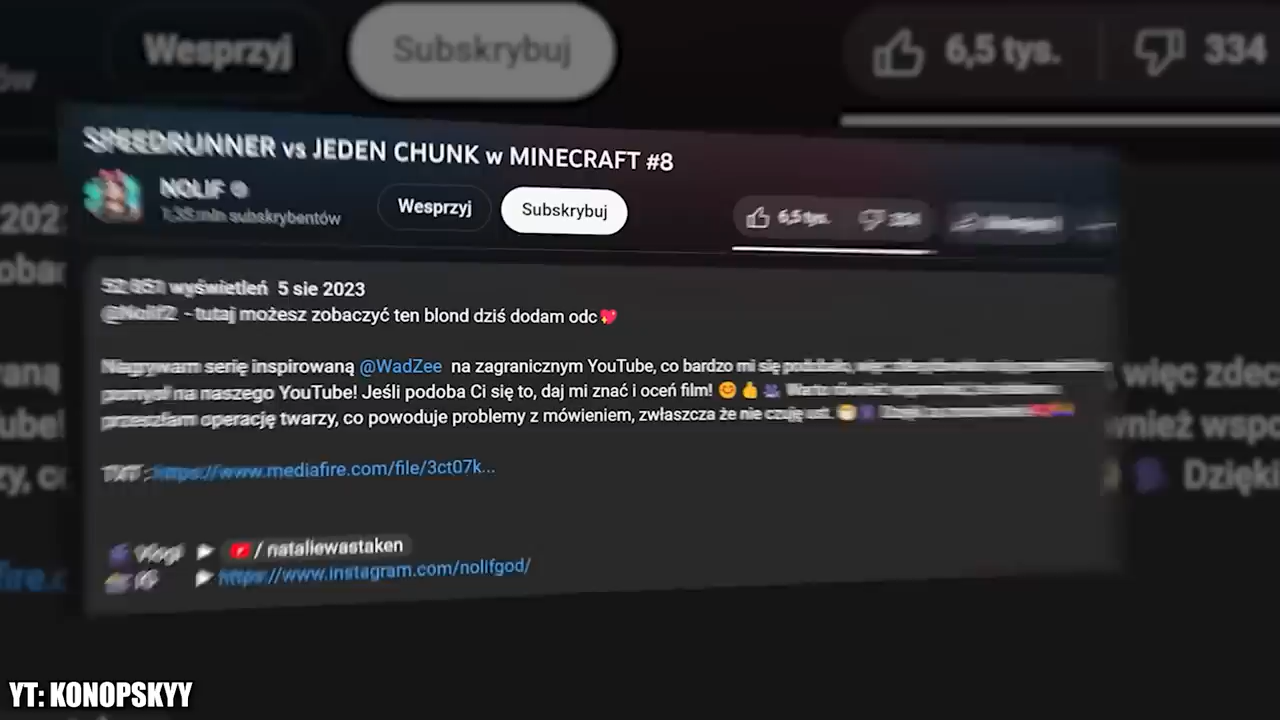 Wesprzyj Subskrybuj 6,5 tys. 334
SPEEDRUNNER vs JEDEN CHUNK w MINECRAFT #8
NOLIF
1,35 mln subskrybentów
Wesprzyj Subskrybuj 6,5 tys. 334
wyświetleń 5 sie 2023
@Nolif2 - tutaj możesz zobaczyć ten blond dziś dodam odc💖
Nagrywam serię inspirowaną @WadZee na zagranicznym YouTube, co bardzo mi się podobało, więc
pomysł na naszego YouTube! Jeśli podoba Ci się to, daj mi znać i oceń film! 😊👍
przeszłam operację twarzy, co powoduje problemy z mówieniem, zwłaszcza że nie czuję ust.
TXT: https://www.mediafire.com/file/3ct07k...
Vlogi ► / nataliewastaken
► https://www.instagram.com/nolifgod/
więc zdec
Dzięki
YT: KONOPSKYY